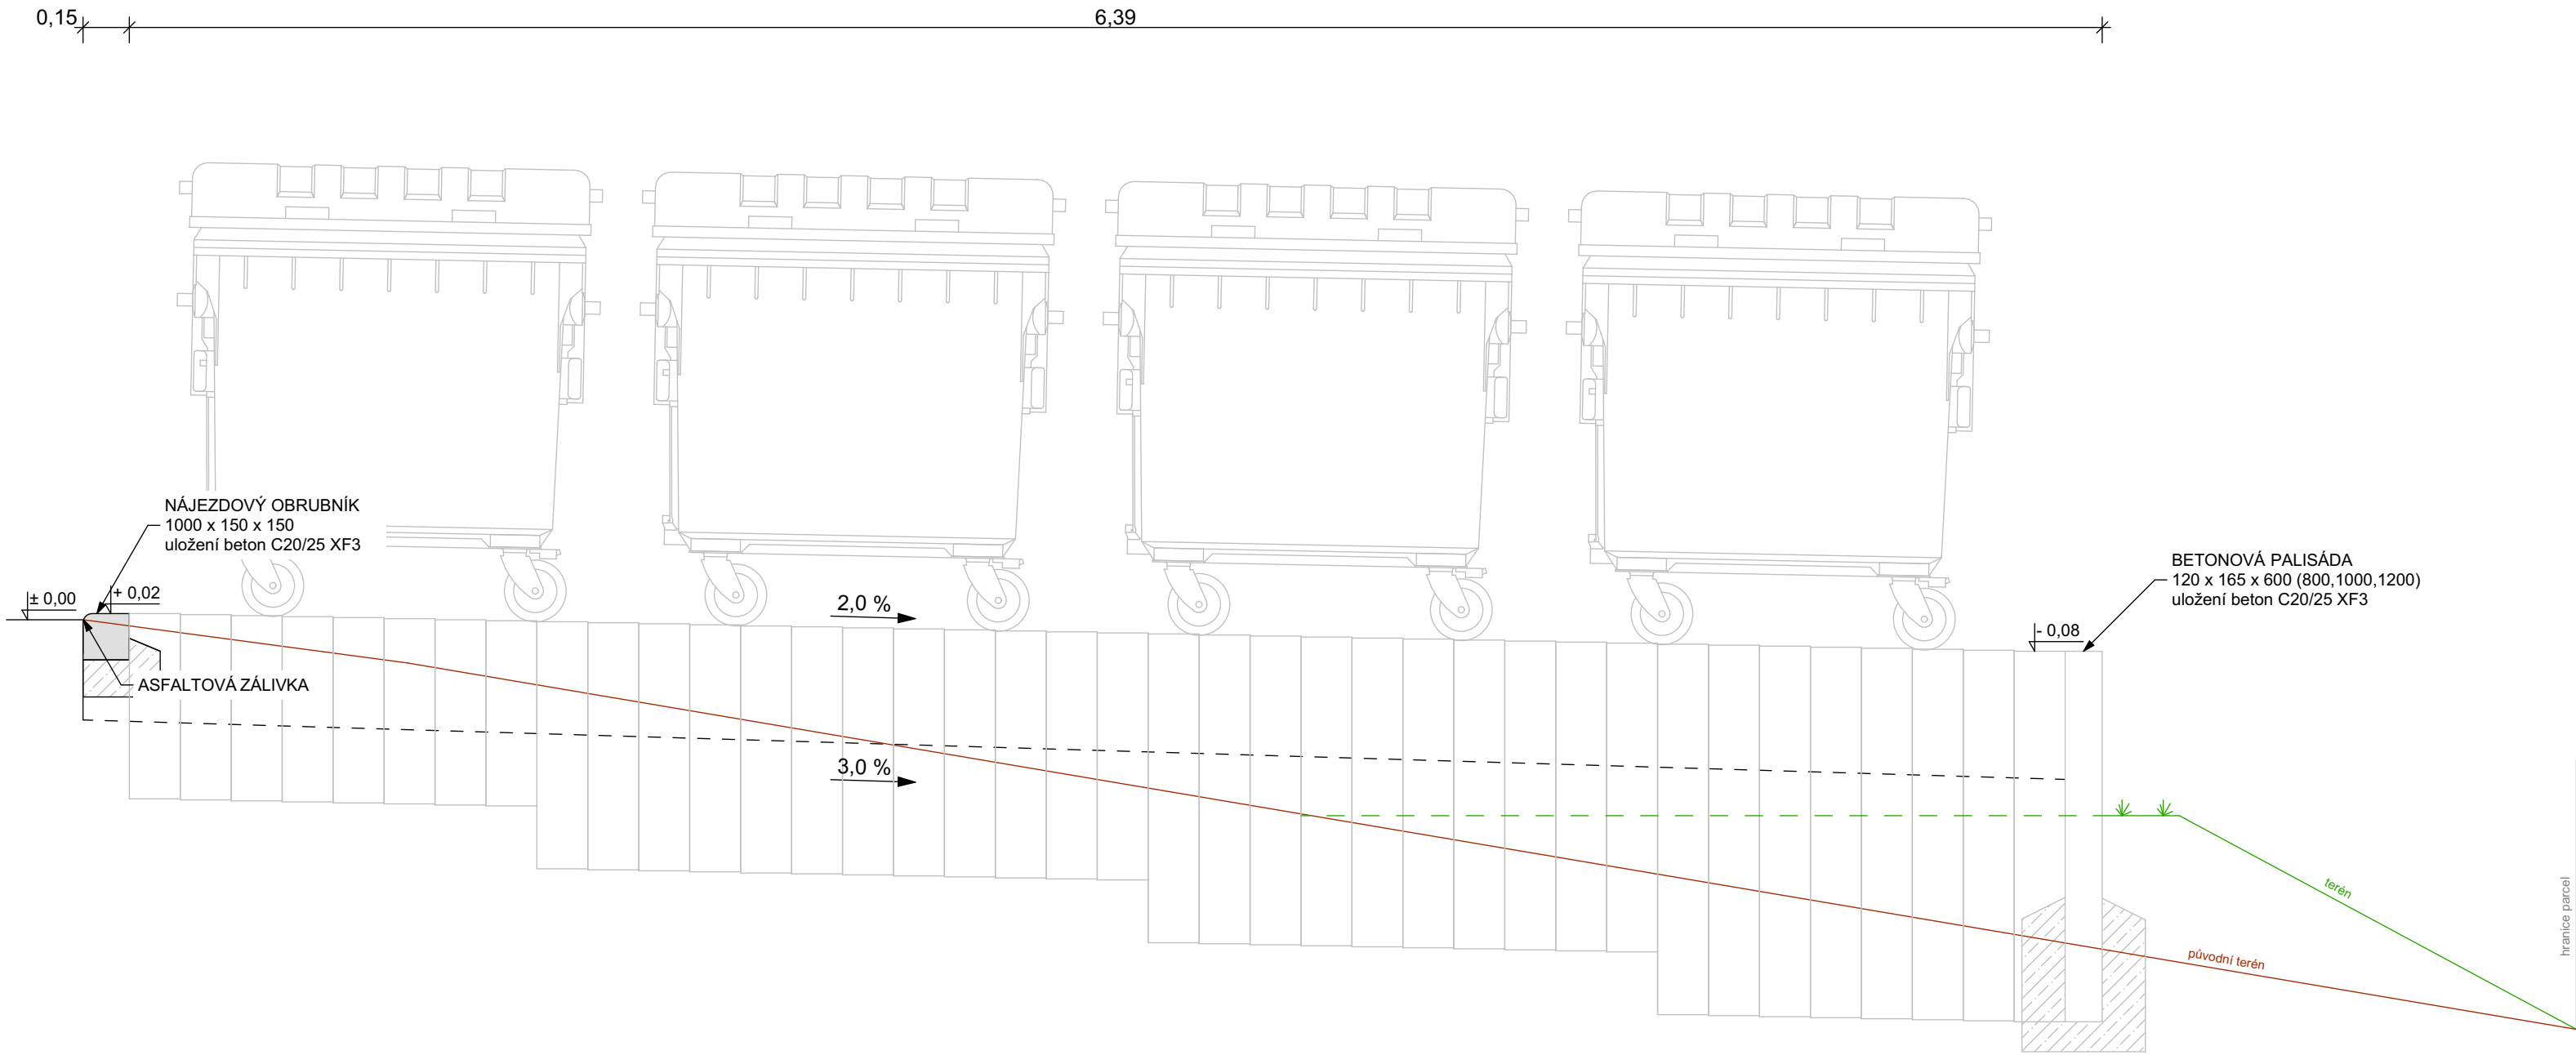 0,15
6,39
NÁJEZDOVÝ OBRUBNÍK
1000 x 150 x 150
uložení beton C20/25 XF3
± 0,00
+ 0,02
2,0 %
BETONOVÁ PALISÁDA
120 x 165 x 600 (800,1000,1200)
uložení beton C20/25 XF3
- 0,08
ASFALTOVÁ ZÁLIVKA
3,0 %
terén
původní terén
hranice parcel